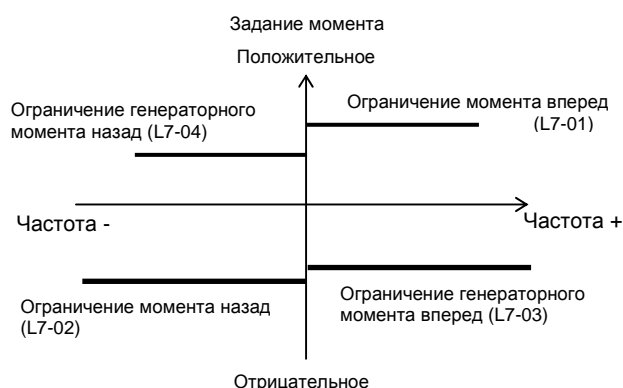 Задание момента
Положительное
Ограничение генераторного
момента назад (L7-04)
Ограничение момента вперед
(L7-01)
Частота -
Частота +
Ограничение момента назад
(L7-02)
Ограничение генераторного
момента вперед (L7-03)
Отрицательное